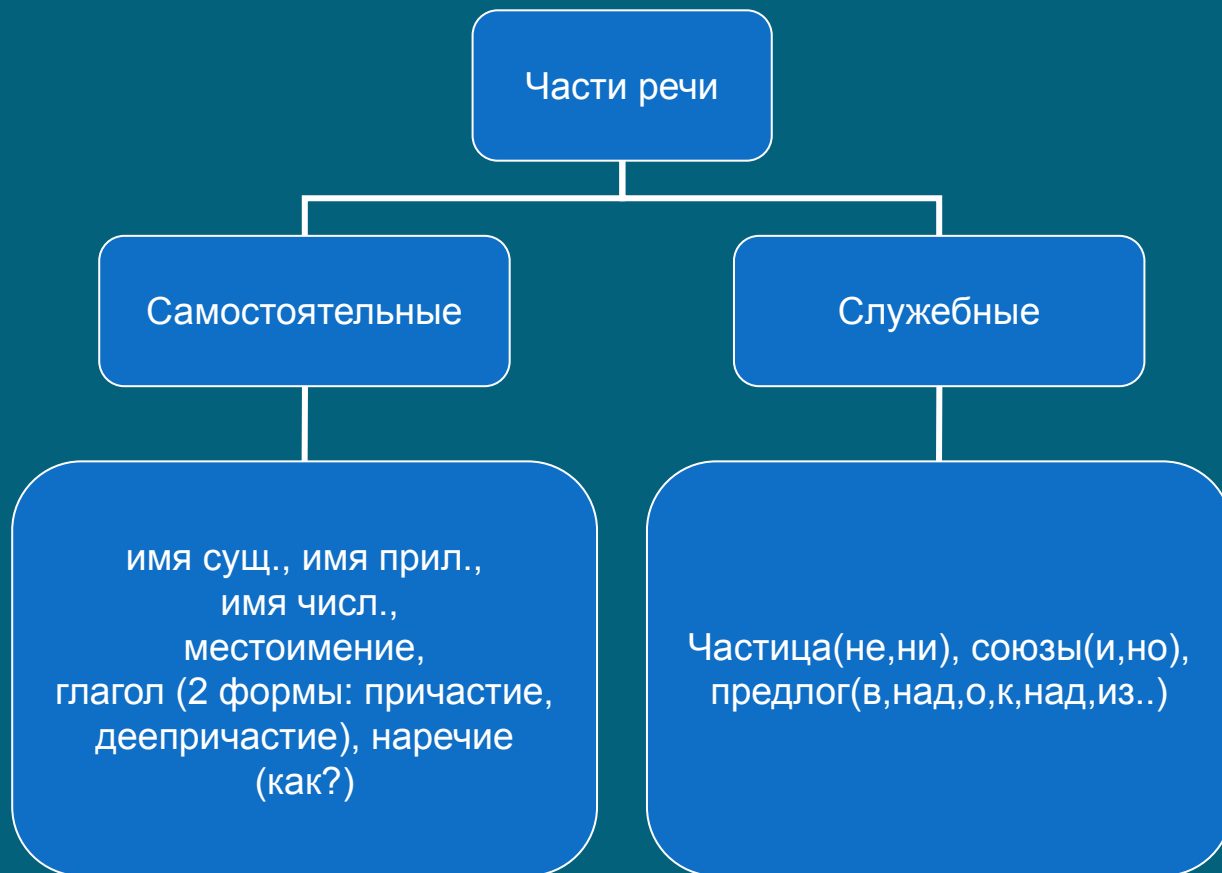 Части речи
Самостоятельные
Служебные
имя сущ., имя прил.,
имя числ.,
местоимение,
глагол (2 формы: причастие,
деепричастие), наречие
(как?)
Частица(не,ни), союзы(и,но),
предлог(в,над,о,к,над,из..)